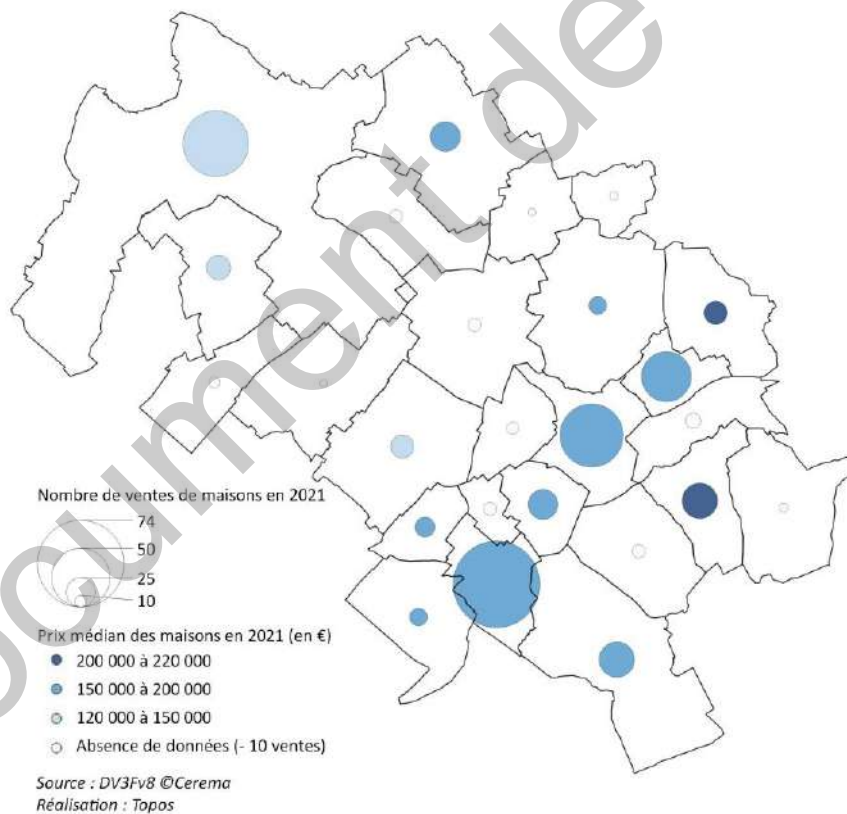 document de
Nombre de ventes de maisons en 2021
74
50
25
10
Prix médian des maisons en 2021 (en €)
200 000 à 220 000
150 000 à 200 000
120 000 à 150 000
Absence de données (- 10 ventes)
Source : DV3Fv8 ©Cerema
Réalisation : Topos